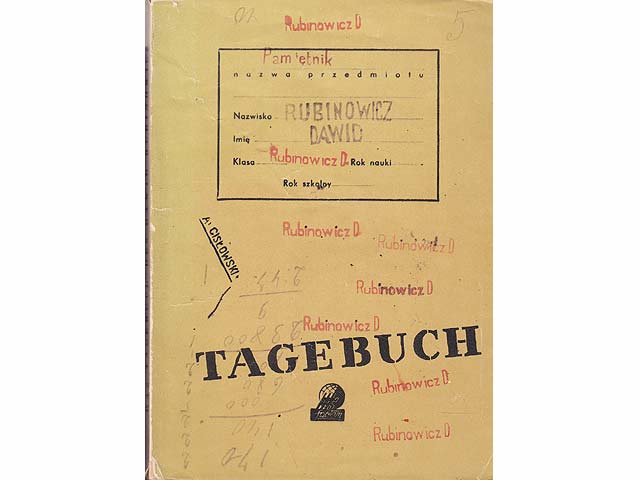 Rubinowicz D
5
Pamiętnik
nazwa przedmiotu
Nazwisko RUBINOWICZ
Imię DAWID
Klasa Rubinowicz D. Rok nauki
Rok szkolny
Rubinowicz D
Rubinowicz D
A. CISŁOWSKI
Rubinowicz D
Rubinowicz D
TAGEBUCH
Rubinowicz D
Rubinowicz D